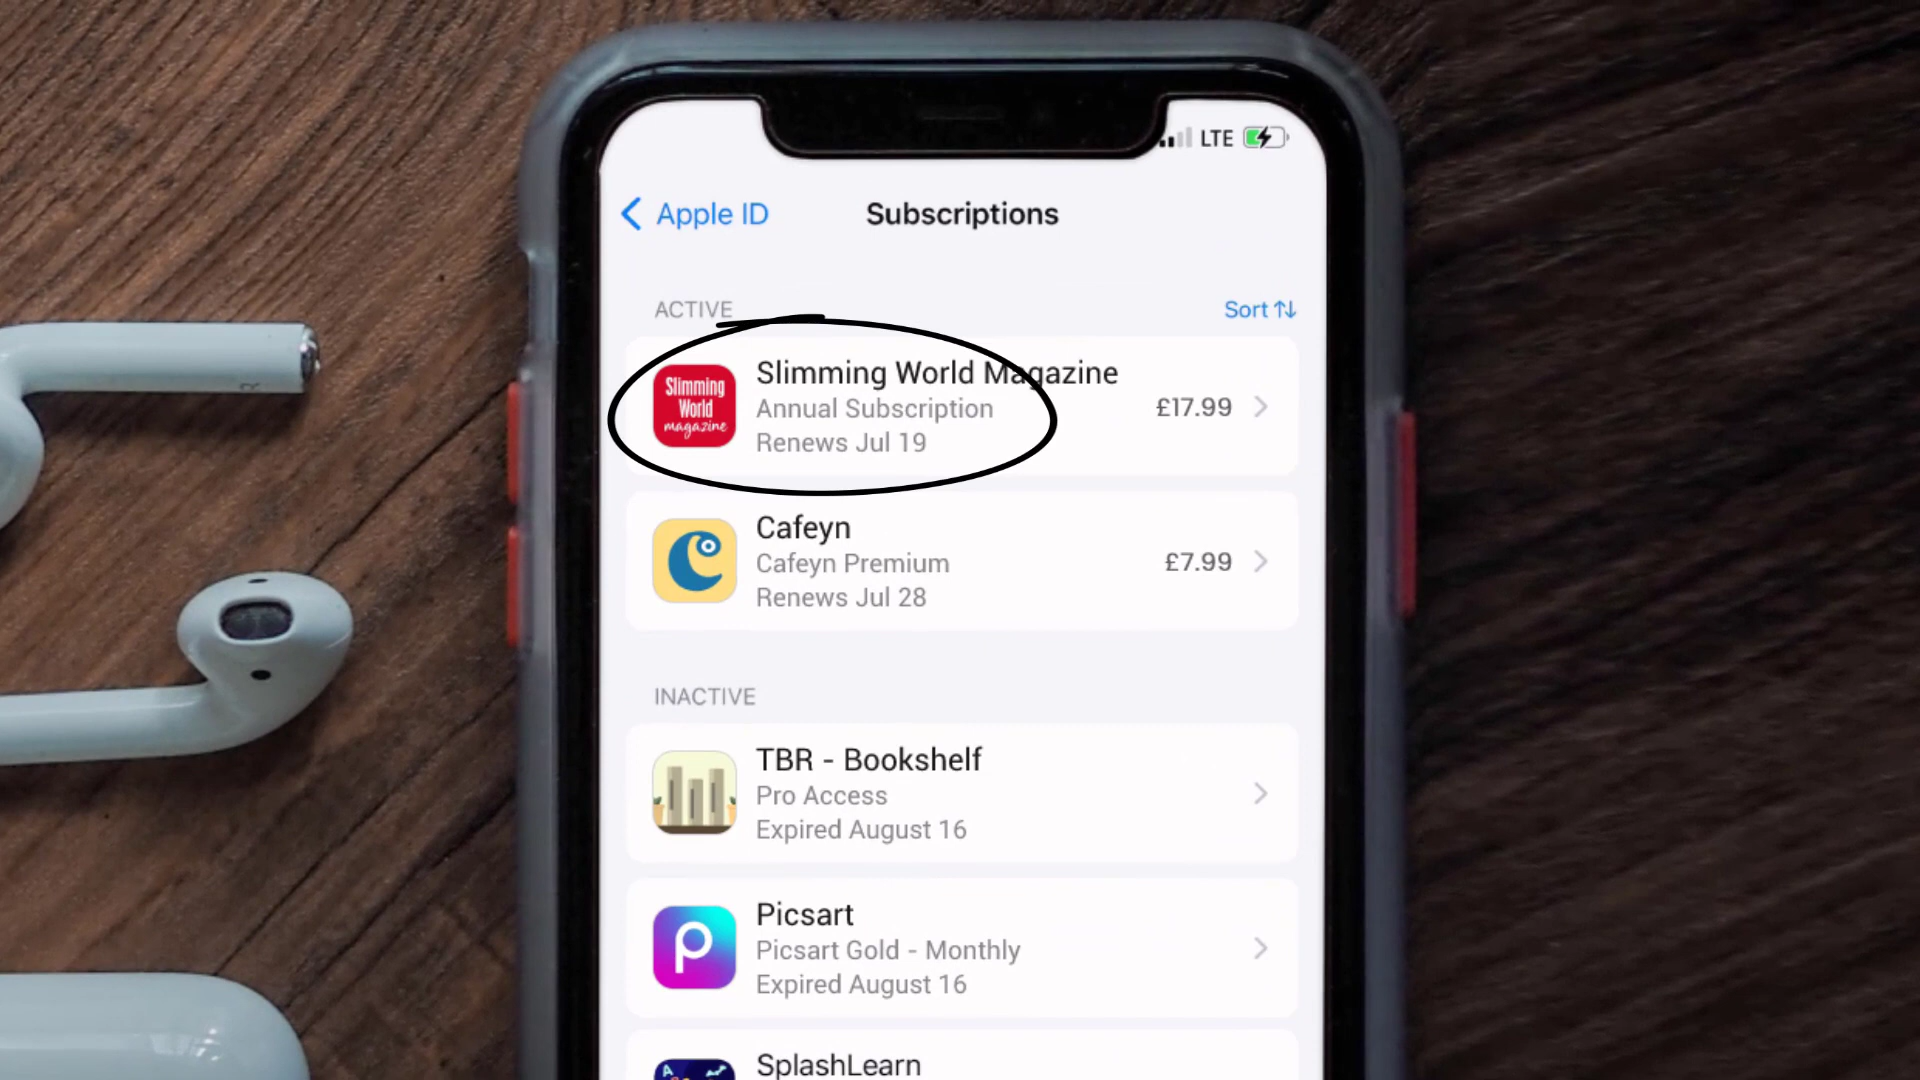 LTE
Apple ID
Subscriptions
ACTIVE
Sort
Slimming World Magazine
Annual Subscription
Renews Jul 19
£17.99
Slimming
World
magazine
Cafeyn
Cafeyn Premium
Renews Jul 28
£7.99
INACTIVE
TBR - Bookshelf
Pro Access
Expired August 16
Picsart
Picsart Gold - Monthly
Expired August 16
P
SplashLearn
A